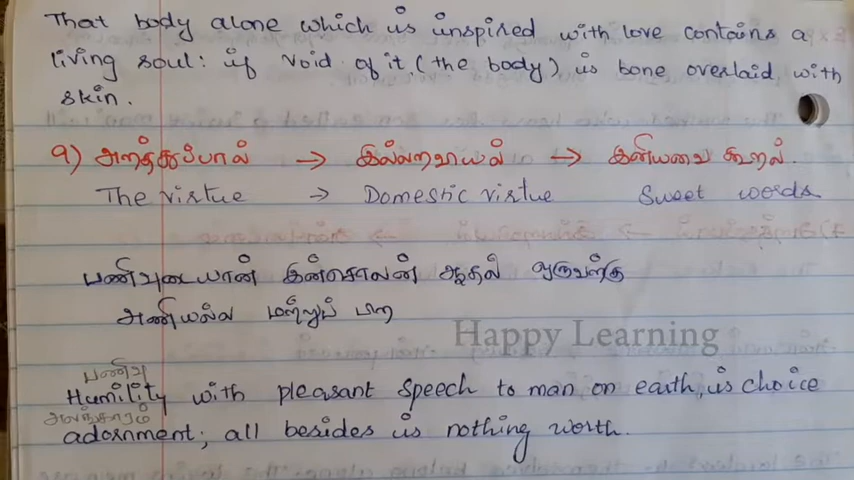 That body alone which is inspired with love contains a
living soul: if void of it, (the body) is bone overlaid with
skin.
9) அறத்துப்பால் → இல்லறவியல் → இனியவை கூறல்.
The virtue → Domestic virtue Sweet words
பணிவுடையான் இன்சொலன் ஆதல் ஒருவற்கு
அணியல்ல மற்றுப் பிற
Happy Learning
பணிவு
Humility with pleasant speech to man on earth, is choice
அலங்காரம்
adornment; all besides is nothing worth.